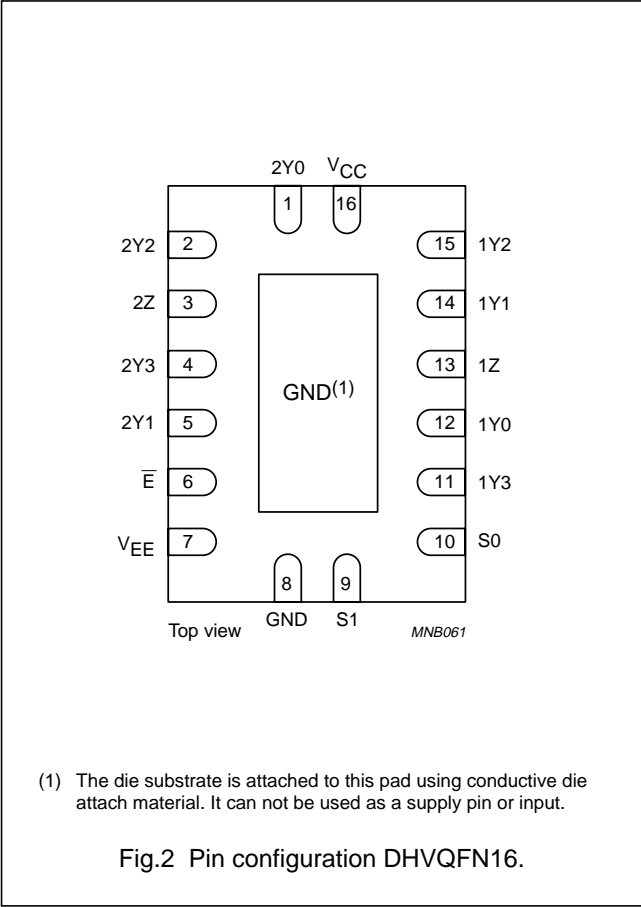 2Y0 VCC
1 16
2Y2 2 15 1Y2
2Z 3 14 1Y1
2Y3 4 13 1Z
GND(1)
2Y1 5 12 1Y0
E̅ 6 11 1Y3
VEE 7 10 S0
8 9
GND S1
Top view MNB061
(1) The die substrate is attached to this pad using conductive die
attach material. It can not be used as a supply pin or input.
Fig.2 Pin configuration DHVQFN16.